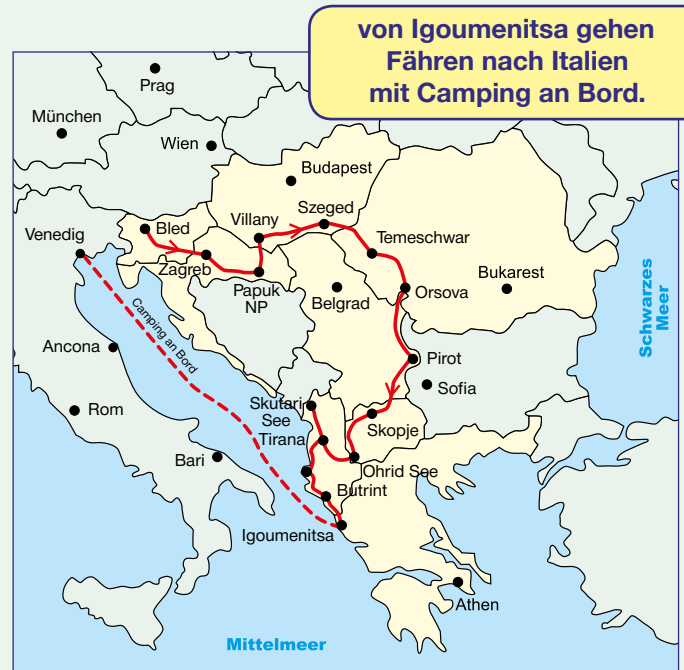 von Igoumenitsa gehen
Fähren nach Italien
mit Camping an Bord.
Prag
München
Wien
Budapest
Szeged
Villany
Bled
Venedig
Temeschwar
Zagreb
Papuk
NP
Belgrad
Orsova
Bukarest
Schwarzes
Meer
Camping an Bord
Ancona
Pirot
Sofia
Rom
Skutari
See
Tirana
Skopje
Bari
Ohrid See
Butrint
Igoumenitsa
Athen
Mittelmeer